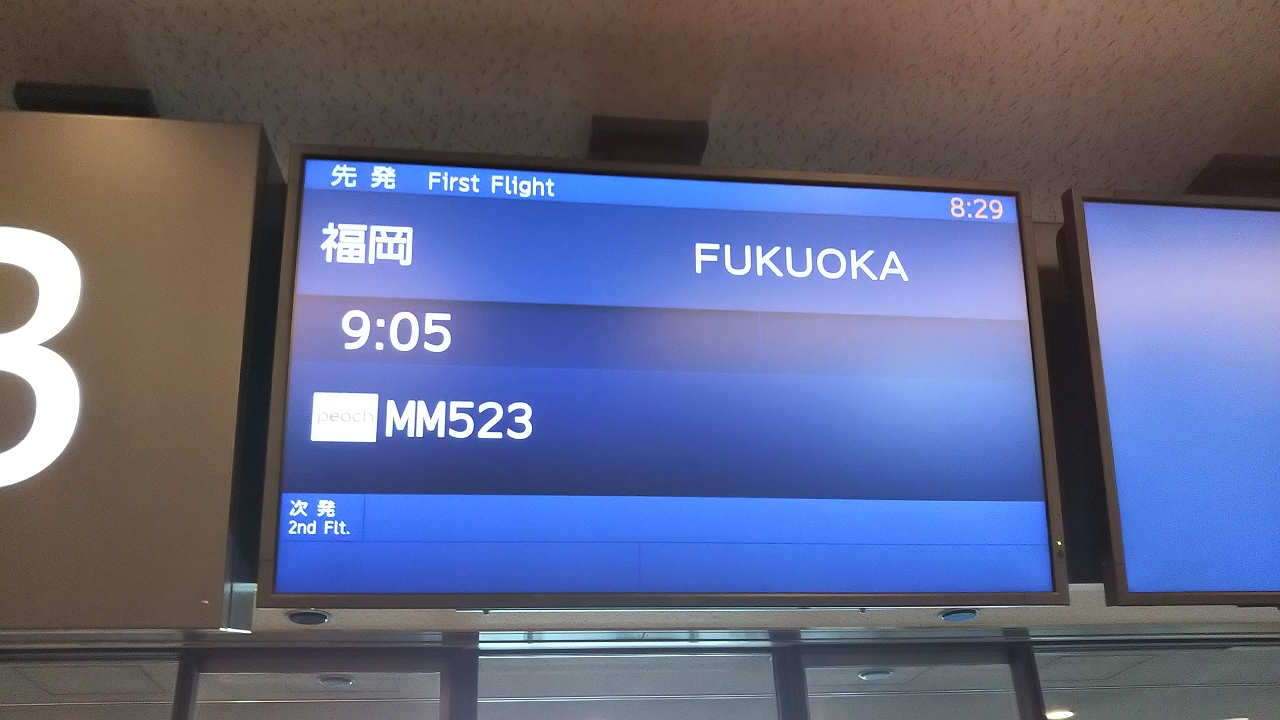 先発 First Flight
8:29
福岡 FUKUOKA
9:05
peach MM523
次発
2nd Flt.